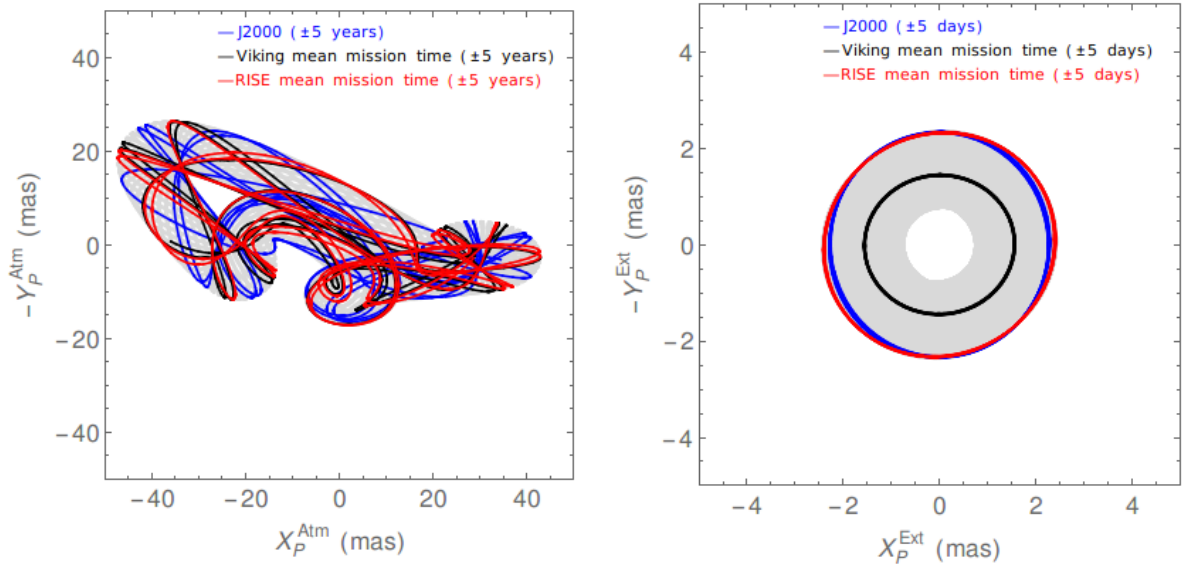 J2000 (±5 years)
Viking mean mission time (±5 years)
RISE mean mission time (±5 years)
40
20
0
−20
−40
−40 −20 0 20 40
−Y_P^Atm (mas)
X_P^Atm (mas)
J2000 (±5 days)
Viking mean mission time (±5 days)
RISE mean mission time (±5 days)
4
2
0
−2
−4
−4 −2 0 2 4
−Y_P^Ext (mas)
X_P^Ext (mas)